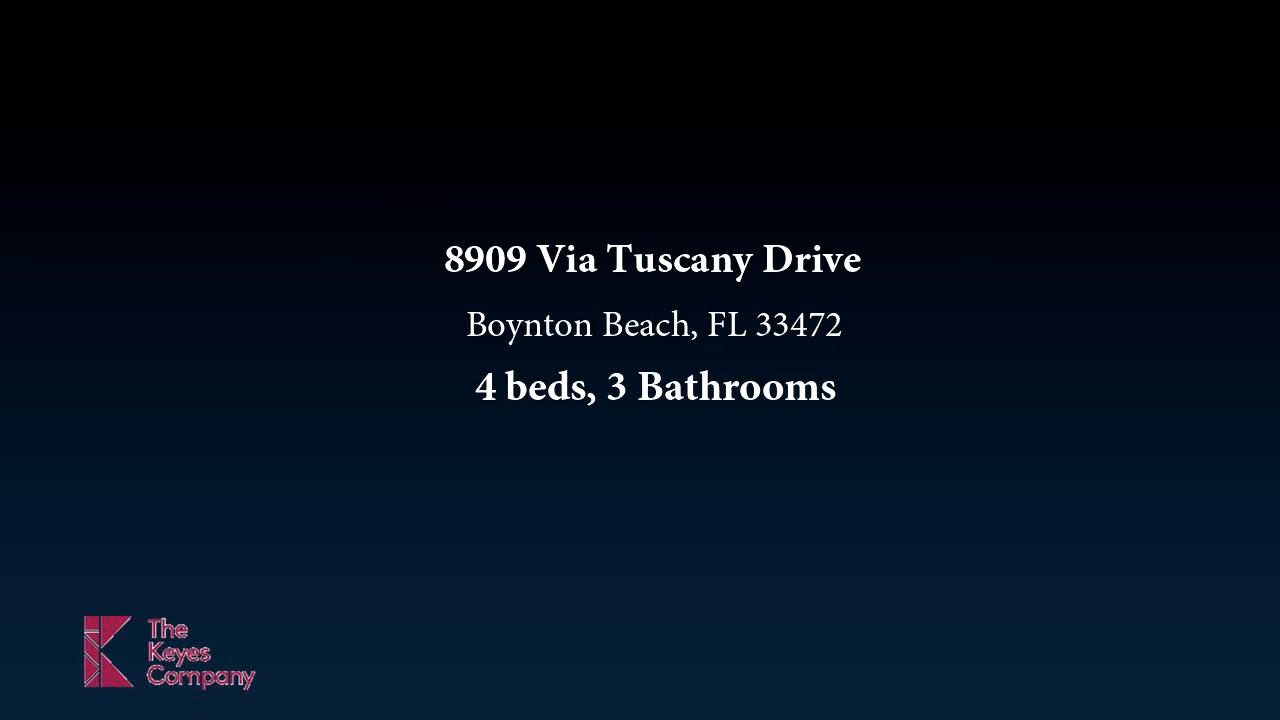 8909 Via Tuscany Drive
Boynton Beach, FL 33472
4 beds, 3 Bathrooms
The
Keyes
Company